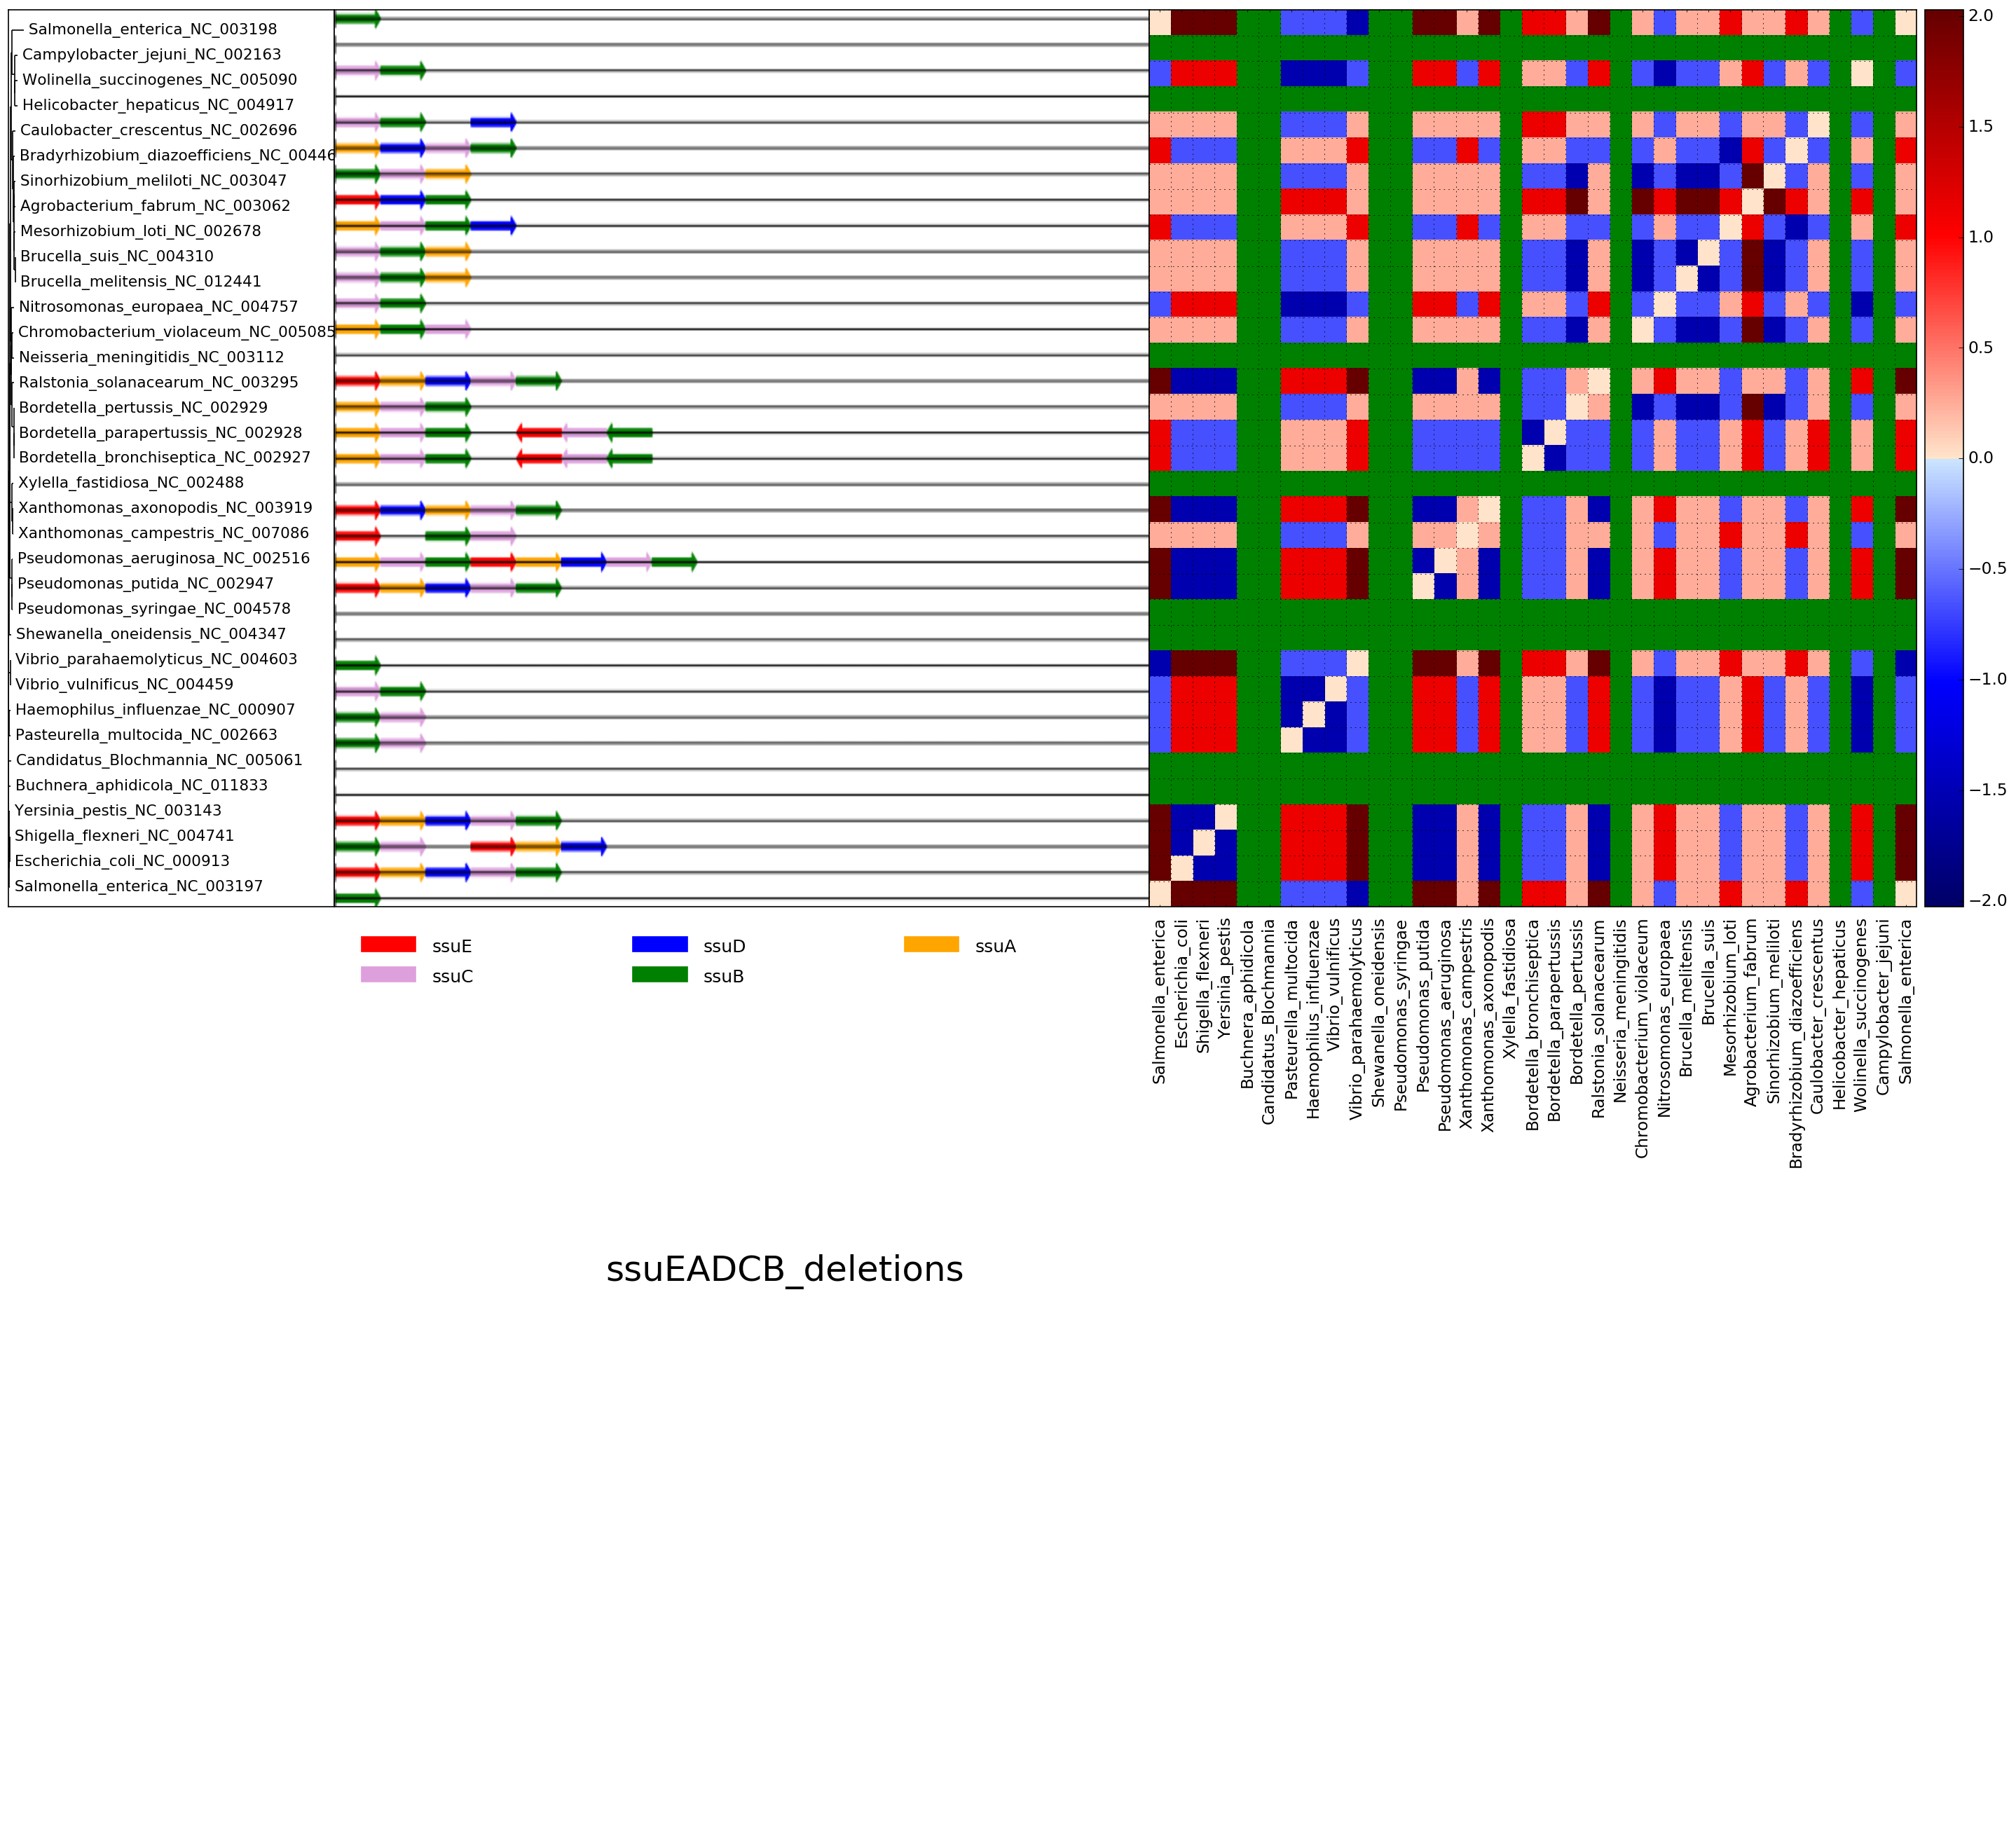 Salmonella_enterica_NC_003198
Campylobacter_jejuni_NC_002163
Wolinella_succinogenes_NC_005090
Helicobacter_hepaticus_NC_004917
Caulobacter_crescentus_NC_002696
Bradyrhizobium_diazoefficiens_NC_00446
Sinorhizobium_meliloti_NC_003047
Agrobacterium_fabrum_NC_003062
Mesorhizobium_loti_NC_002678
Brucella_suis_NC_004310
Brucella_melitensis_NC_012441
Nitrosomonas_europaea_NC_004757
Chromobacterium_violaceum_NC_005085
Neisseria_meningitidis_NC_003112
Ralstonia_solanacearum_NC_003295
Bordetella_pertussis_NC_002929
Bordetella_parapertussis_NC_002928
Bordetella_bronchiseptica_NC_002927
Xylella_fastidiosa_NC_002488
Xanthomonas_axonopodis_NC_003919
Xanthomonas_campestris_NC_007086
Pseudomonas_aeruginosa_NC_002516
Pseudomonas_putida_NC_002947
Pseudomonas_syringae_NC_004578
Shewanella_oneidensis_NC_004347
Vibrio_parahaemolyticus_NC_004603
Vibrio_vulnificus_NC_004459
Haemophilus_influenzae_NC_000907
Pasteurella_multocida_NC_002663
Candidatus_Blochmannia_NC_005061
Buchnera_aphidicola_NC_011833
Yersinia_pestis_NC_003143
Shigella_flexneri_NC_004741
Escherichia_coli_NC_000913
Salmonella_enterica_NC_003197
2.0
1.5
1.0
0.5
0.0
−0.5
−1.0
−1.5
−2.0
Salmonella_enterica
Escherichia_coli
Shigella_flexneri
Yersinia_pestis
Buchnera_aphidicola
Candidatus_Blochmannia
Pasteurella_multocida
Haemophilus_influenzae
Vibrio_vulnificus
Vibrio_parahaemolyticus
Shewanella_oneidensis
Pseudomonas_syringae
Pseudomonas_putida
Pseudomonas_aeruginosa
Xanthomonas_campestris
Xanthomonas_axonopodis
Xylella_fastidiosa
Bordetella_bronchiseptica
Bordetella_parapertussis
Bordetella_pertussis
Ralstonia_solanacearum
Neisseria_meningitidis
Chromobacterium_violaceum
Nitrosomonas_europaea
Brucella_melitensis
Brucella_suis
Mesorhizobium_loti
Agrobacterium_fabrum
Sinorhizobium_meliloti
Bradyrhizobium_diazoefficiens
Caulobacter_crescentus
Helicobacter_hepaticus
Wolinella_succinogenes
Campylobacter_jejuni
Salmonella_enterica
ssuE ssuD ssuA
ssuC ssuB
ssuEADCB_deletions